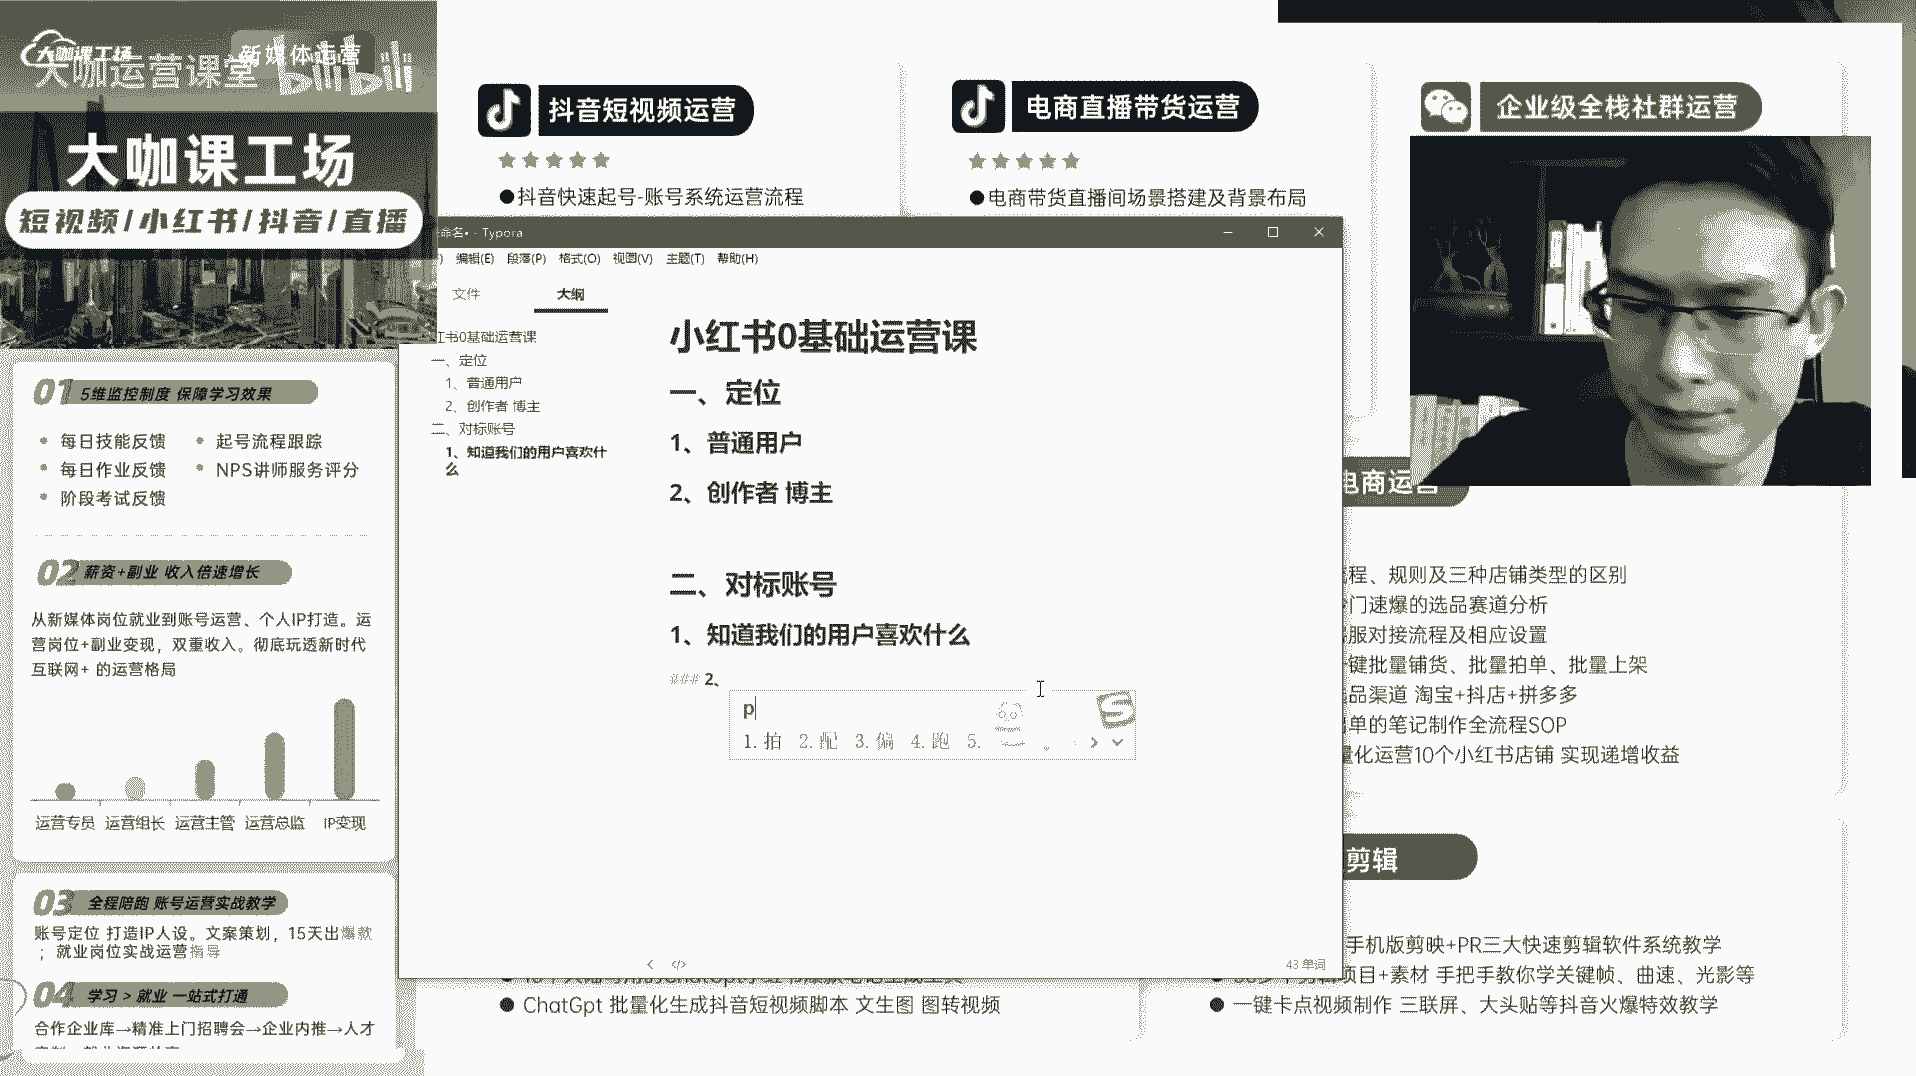 大咖课工场
新媒体运营
大咖运营课堂
bilibili
大咖课工场
短视频/小红书/抖音/直播
01 5维监控制度 保障学习效果
每日技能反馈
起号流程跟踪
每日作业反馈
NPS讲师服务评分
阶段考试反馈
02 薪资+副业 收入倍速增长
从新媒体岗位就业到账号运营、个人IP打造。运
营岗位+副业变现，双重收入。彻底玩透新时代
互联网+ 的运营格局
运营专员 运营组长 运营主管 运营总监 IP变现
03 全程陪跑 账号运营实战教学
账号定位 打造IP人设。文案策划，15天出爆款
；就业岗位实战运营指导
04 学习 > 就业 一站式打通
合作企业库→精准上门招聘会→企业内推→人才
抖音短视频运营
●抖音快速起号-账号系统运营流程
电商直播带货运营
●电商带货直播间场景搭建及背景布局
企业级全栈社群运营
命名• - Typora
编辑(E) 段落(P) 格式(O) 视图(V) 主题(T) 帮助(H)
文件
大纲
红书0基础运营课
一、定位
1、普通用户
2、创作者 博主
二、对标账号
1、知道我们的用户喜欢什
么
小红书0基础运营课
一、定位
1、普通用户
2、创作者 博主
二、对标账号
1、知道我们的用户喜欢什么
### 2、
p
1.拍 2.配 3.偏 4.跑 5.
43 单词
电商运营
程、规则及三种店铺类型的区别
门速爆的选品赛道分析
服对接流程及相应设置
键批量铺货、批量拍单、批量上架
品渠道 淘宝+抖店+拼多多
单的笔记制作全流程SOP
量化运营10个小红书店铺 实现递增收益
剪辑
手机版剪映+PR三大快速剪辑软件系统教学
项目+素材 手把手教你学关键帧、曲速、光影等
● 一键卡点视频制作 三联屏、大头贴等抖音火爆特效教学
● ChatGpt 批量化生成抖音短视频脚本 文生图 图转视频